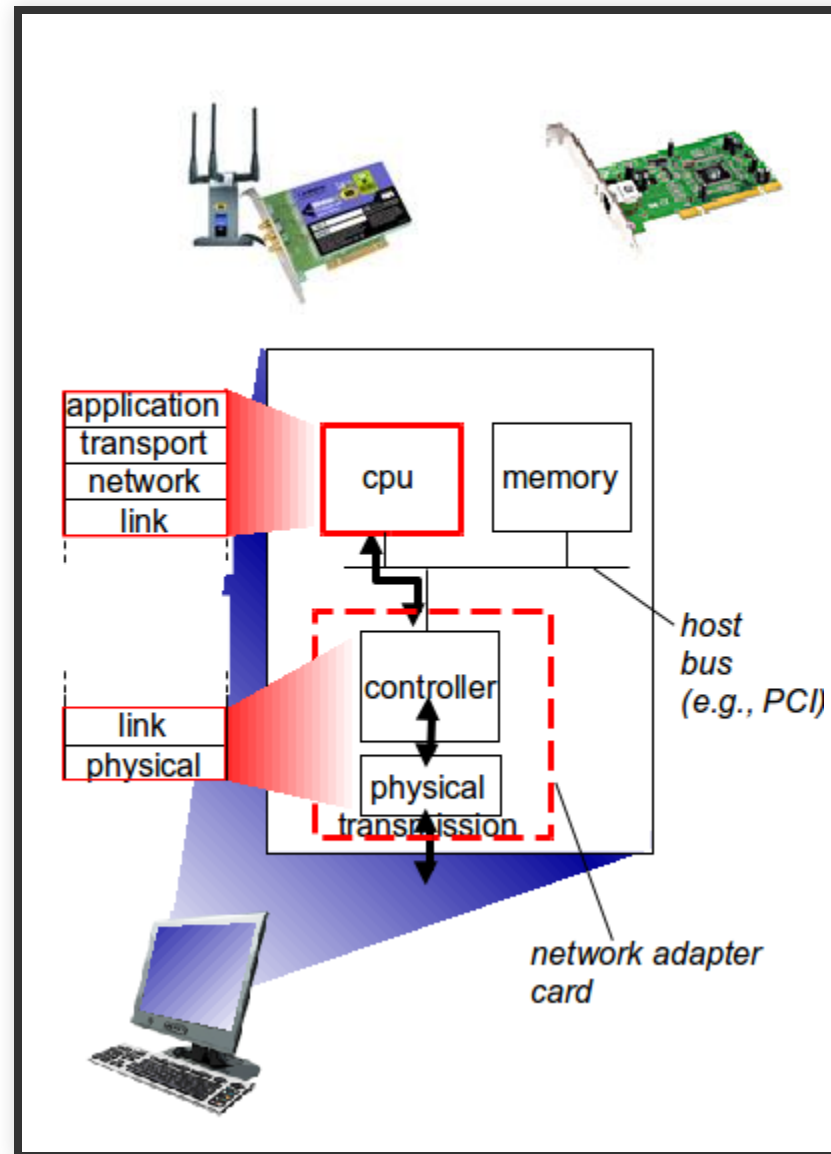 application
transport
network
link
cpu
memory
host
bus
(e.g., PCI)
controller
link
physical
physical
transmission
network adapter
card